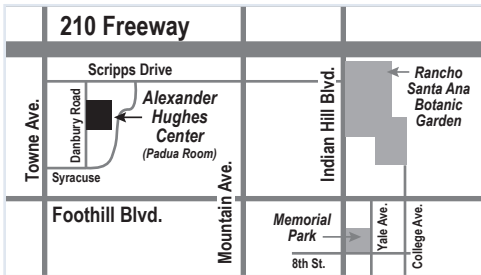 210 Freeway
Scripps Drive
Towne Ave.
Danbury Road
Alexander
Hughes
Center
(Padua Room)
Syracuse
Mountain Ave.
Indian Hill Blvd.
Rancho
Santa Ana
Botanic
Garden
Foothill Blvd.
Memorial
Park
8th St.
Yale Ave.
College Ave.